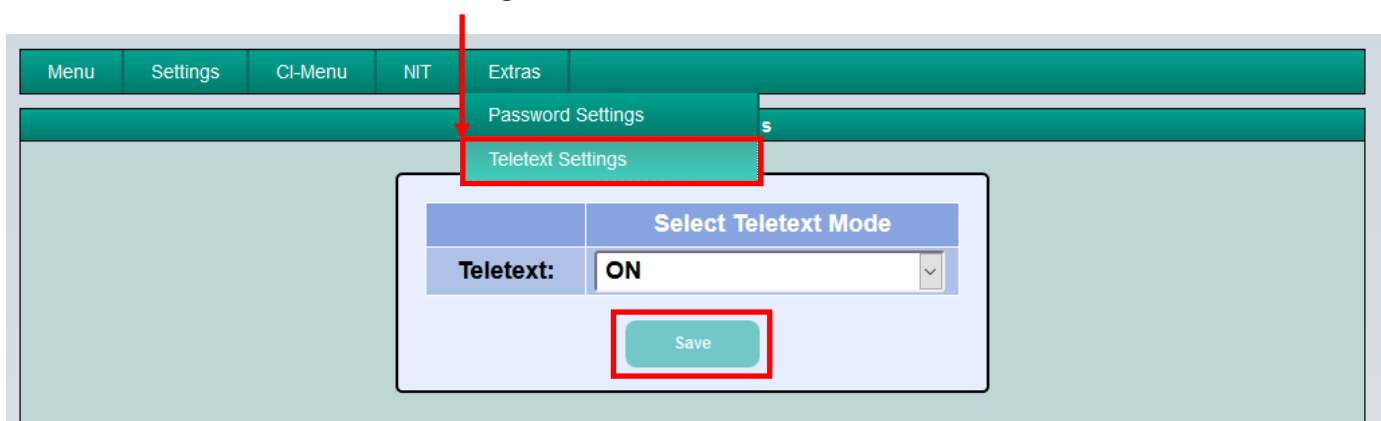 Menu Settings CI-Menu NIT Extras
Password Settings
Teletext Settings
Select Teletext Mode
Teletext: ON
Save